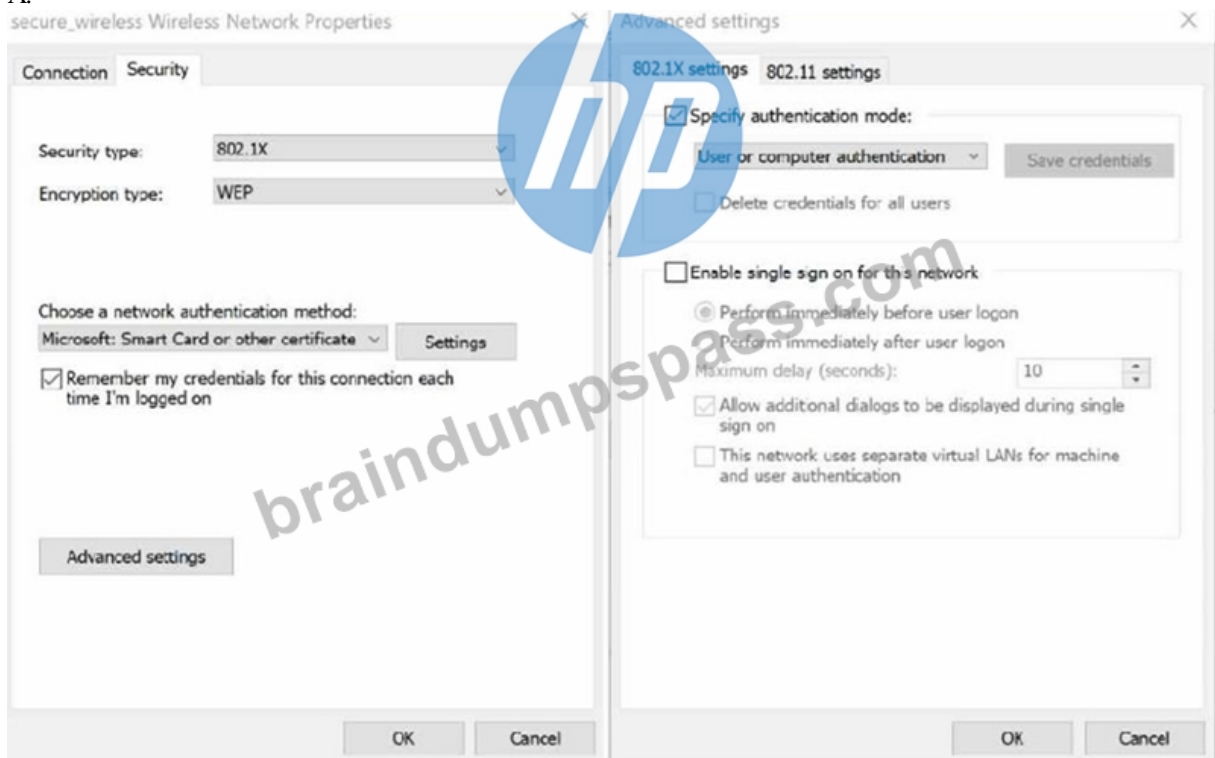 secure_wireless Wireless Network Properties
Connection Security
Security type: 802.1X
Encryption type: WEP
Choose a network authentication method:
Microsoft: Smart Card or other certificate Settings
Remember my credentials for this connection each
time I'm logged on
Advanced settings
OK Cancel
Advanced settings
802.1X settings 802.11 settings
Specify authentication mode:
User or computer authentication Save credentials
Delete credentials for all users
Enable single sign on for this network
Perform immediately before user logon
Perform immediately after user logon
Maximum delay (seconds): 10
Allow additional dialogs to be displayed during single
sign on
This network uses separate virtual LANs for machine
and user authentication
OK Cancel
hp
braindumpspass.com